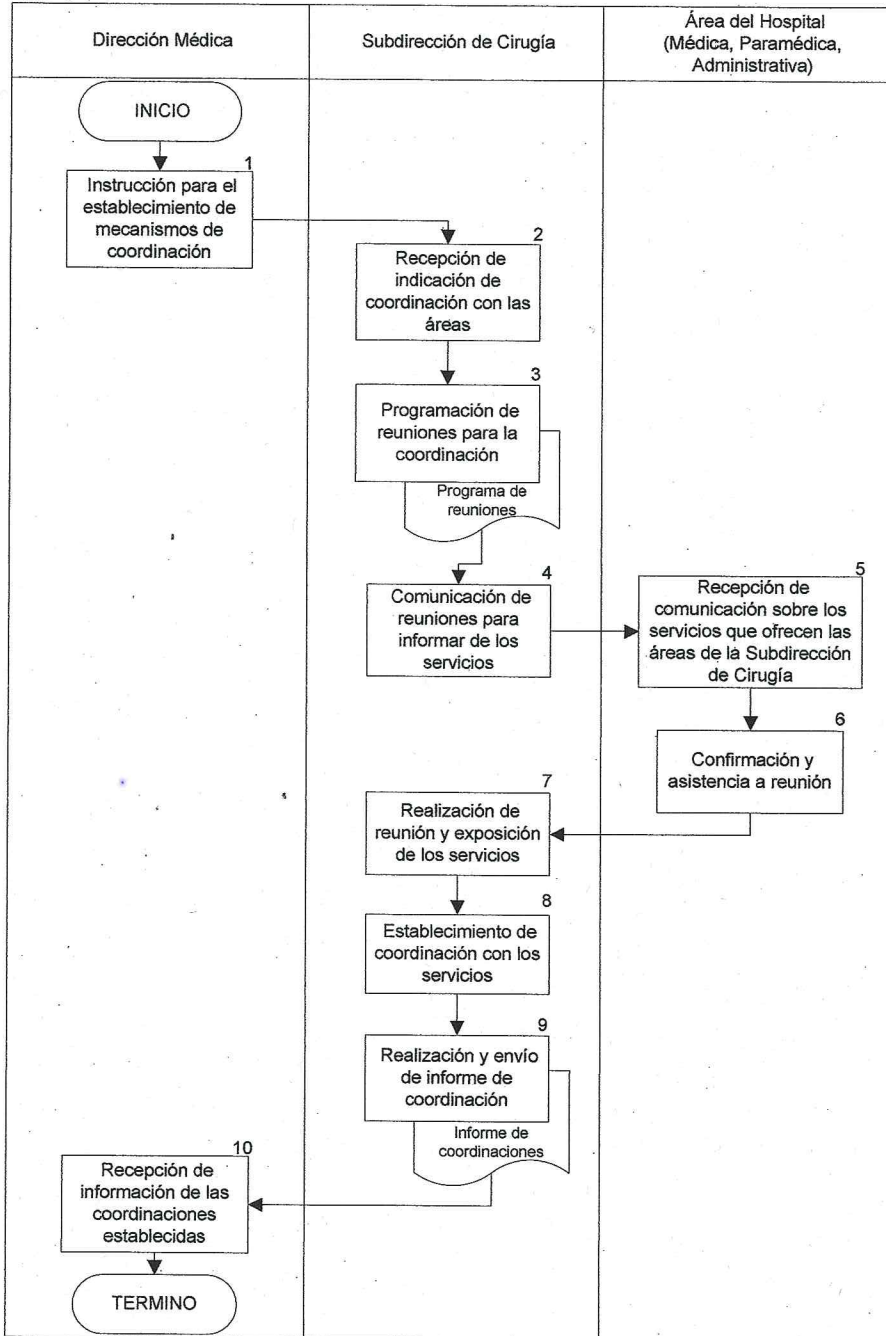 Dirección Médica
Subdirección de Cirugía
Área del Hospital
(Médica, Paramédica,
Administrativa)
INICIO
1
Instrucción para el
establecimiento de
mecanismos de
coordinación
2
Recepción de
indicación de
coordinación con las
áreas
3
Programación de
reuniones para la
coordinación
Programa de
reuniones
4
Comunicación de
reuniones para
informar de los
servicios
5
Recepción de
comunicación sobre los
servicios que ofrecen las
áreas de la Subdirección
de Cirugía
6
Confirmación y
asistencia a reunión
7
Realización de
reunión y exposición
de los servicios
8
Establecimiento de
coordinación con los
servicios
9
Realización y envío
de informe de
coordinación
Informe de
coordinaciones
10
Recepción de
información de las
coordinaciones
establecidas
TERMINO